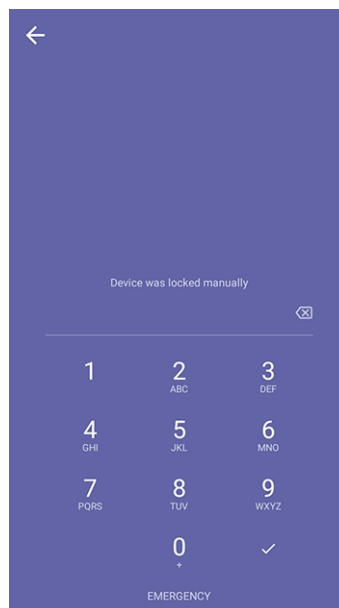 Device was locked manually
1 2 3
ABC DEF
4 5 6
GHI JKL MNO
7 8 9
PQRS TUV WXYZ
0
+
EMERGENCY